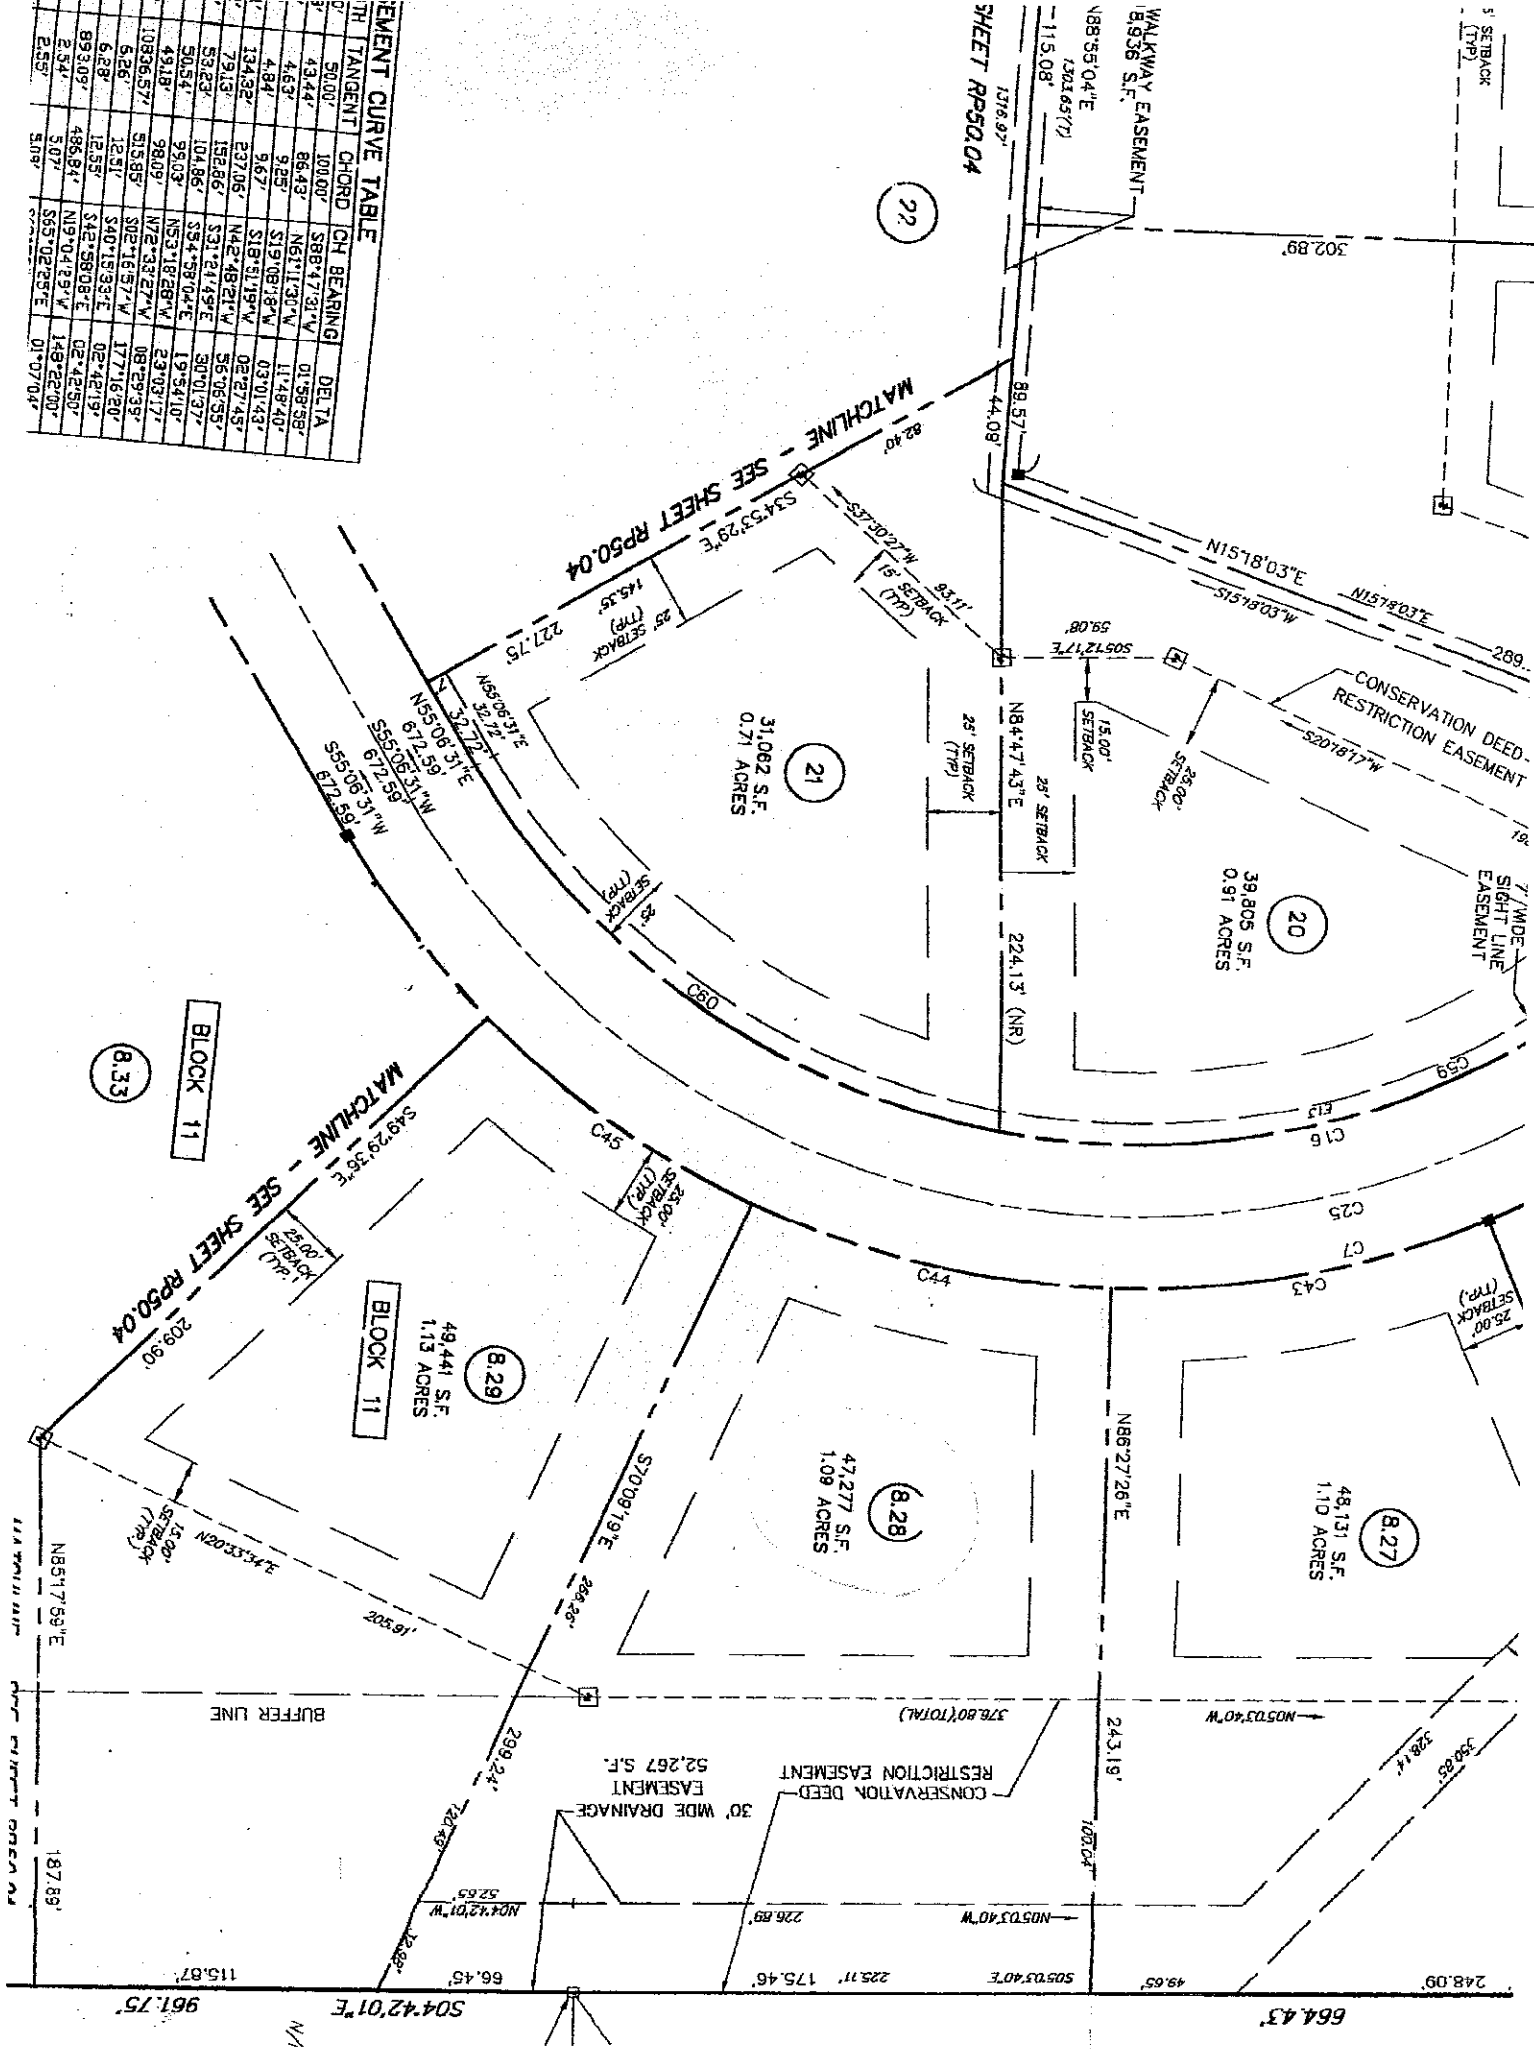 5' SETBACK
(TYP)
WALKWAY EASEMENT
18,936 S.F.
N88°55'04"E
1303.65'(T)
115.08'
1316.97'
SHEET RP50.04
22
302.89'
EMENT CURVE TABLE
TH TANGENT CHORD CH BEARING DELTA
50.00' 100.00' S88°47'31"W 01°58'58"
43.44' 86.43' N61°11'30"W 11°48'40"
4.63' 9.25' S19°08'18"W 03°01'43"
4.84' 9.67' S18°51'19"W 02°27'45"
134.32' 237.06' N42°48'21"W 56°06'55"
79.13' 152.86' S31°24'49"E 30°01'37"
53.23' 104.86' S54°58'04"E 19°54'10"
50.54' 99.03' N53°18'28"W 23°03'17"
49.18' 98.09' N72°33'27"W 08°29'39"
10836.57' 515.85' S02°16'57"W 177°16'20"
6.26' 12.51' S40°15'33"E 02°42'19"
6.28' 12.55' S42°58'08"E 02°42'50"
893.09' 486.84' N19°04'29"W 148°22'00"
2.54' 5.07' S65°02'25"E 01°07'04"
2.55' 5.09'
MATCHLINE - SEE SHEET RP50.04
82.40'
89.57'
44.09'
S34°53'29"E
S37°30'27"W
93.11'
15' SETBACK
(TYP)
145.35'
25' SETBACK
(TYP)
227.75'
N15°18'03"E
S15°18'03"W
N15°18'03"E
289.
59.08'
S05°12'17"E
CONSERVATION DEED
RESTRICTION EASEMENT
S20°18'17"W
15.00'
SETBACK
25.00'
SETBACK
7' WIDE
SIGHT LINE
EASEMENT
7'
N55°06'31"E
32.72'
32.72'
N55°06'31"E
672.59'
S55°06'31"W
672.59'
S55°06'31"W
672.59'
21
31,062 S.F.
0.71 ACRES
25' SETBACK
(TYP)
N84°47'43"E
25' SETBACK
224.13' (NR)
20
39,805 S.F.
0.91 ACRES
25'
SETBACK
(TYP)
C60
C59
E13
C16
C25
C7
C43
C44
C45
BLOCK 11
8.33
MATCHLINE - SEE SHEET RP50.04
S49°29'36"E
25.00'
SETBACK
(TYP.)
209.90'
25.00'
SETBACK
(TYP.)
25.00'
SETBACK
(TYP.)
8.29
49,441 S.F.
1.13 ACRES
BLOCK 11
S70°09'19"E
266.26'
299.24'
120.49'
32.98'
8.28
47,277 S.F.
1.09 ACRES
N86°27'26"E
243.19'
100.04'
8.27
48,131 S.F.
1.10 ACRES
15.00'
SETBACK
(TYP.)
N20°33'34"E
205.91'
N85°17'59"E
187.89'
BUFFER LINE
376.80'(TOTAL)
N05°03'40"W
328.14'
350.85'
CONSERVATION DEED
RESTRICTION EASEMENT
30' WIDE DRAINAGE
EASEMENT
52,267 S.F.
52.65'
N04°42'01"W
226.89'
N05°03'40"W
115.87'
66.45'
175.46'
225.11'
S05°03'40"E
49.65'
248.09'
961.75'
S04°42'01"E
664.43'